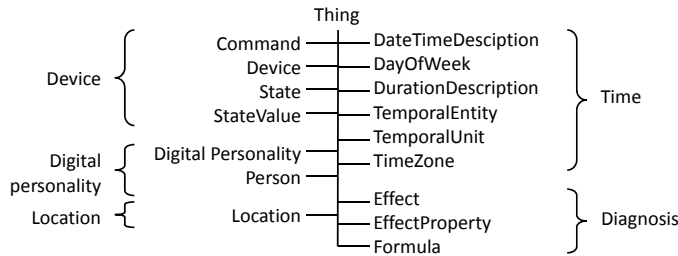 Thing
Command
Device
State
StateValue
Digital Personality
Person
Location
Device
Digital
personality
Location
DateTimeDesciption
DayOfWeek
DurationDescription
TemporalEntity
TemporalUnit
TimeZone
Effect
EffectProperty
Formula
Time
Diagnosis